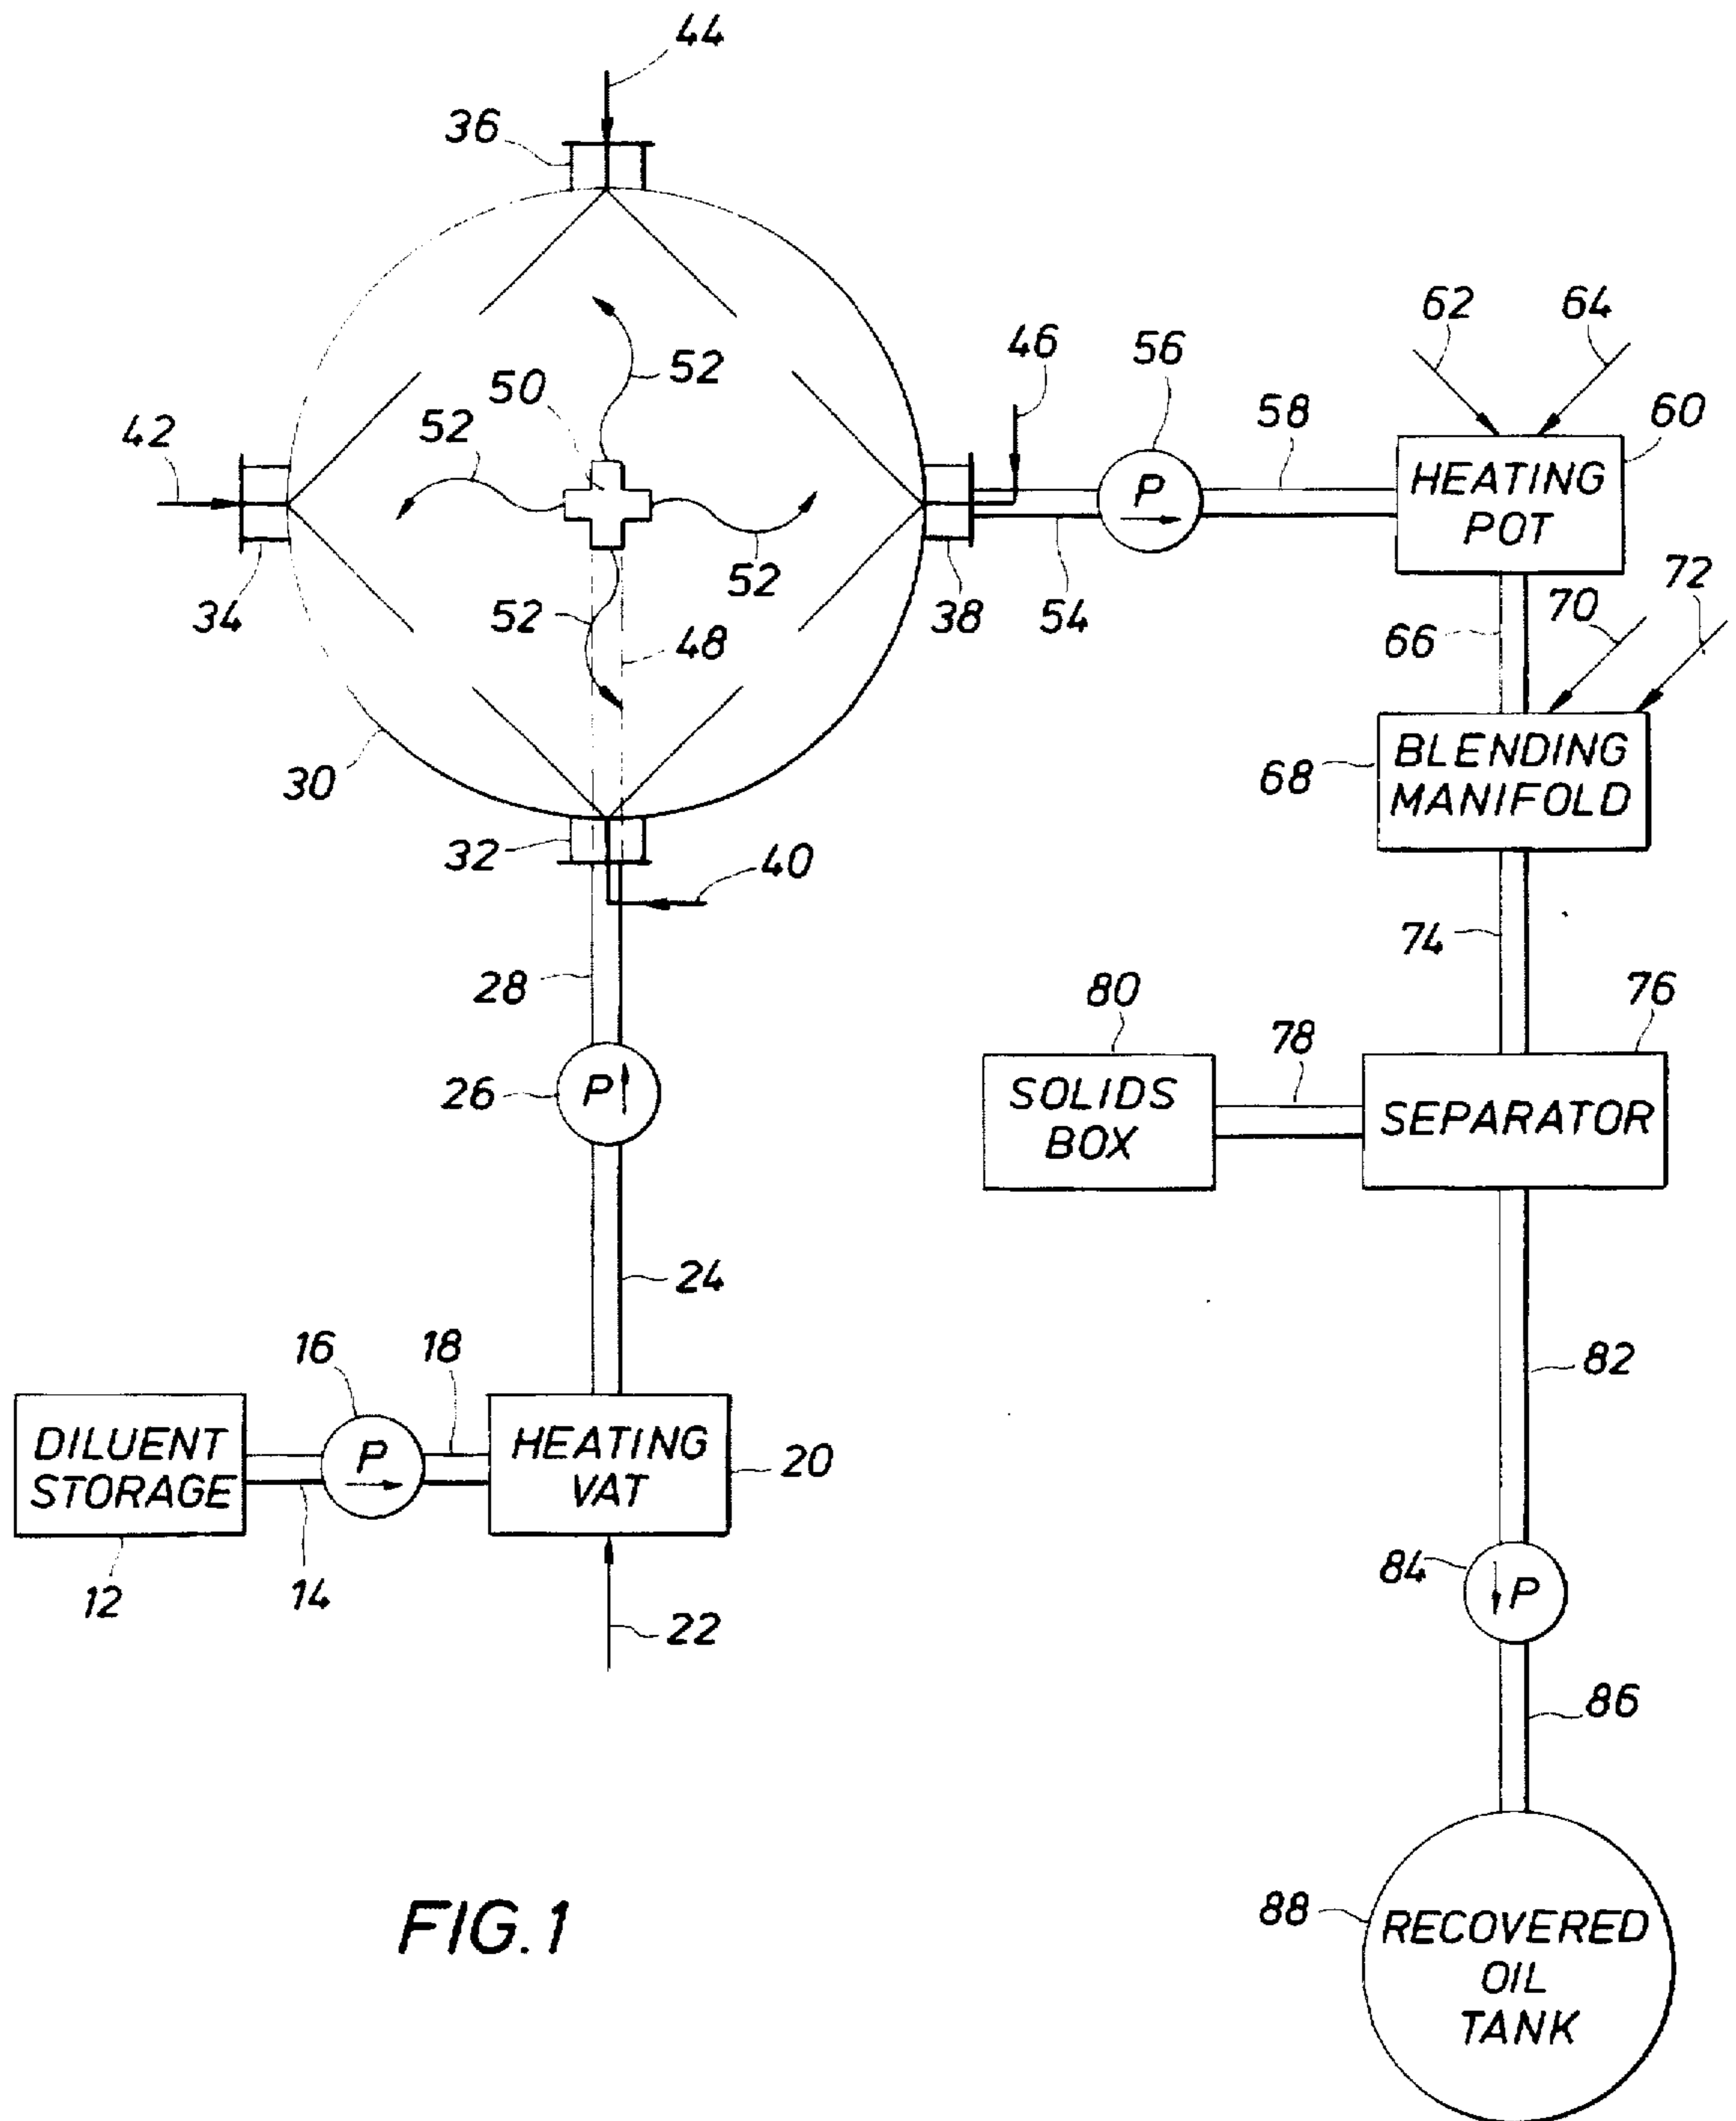 44
36
62
64
46
56
52
50
58
60
42
52
HEATING
POT
P
34
52
52
38
54
70
72
48
66
30
BLENDING
MANIFOLD
68
32
40
74
28
80
78
76
26
P
SOLIDS
BOX
SEPARATOR
24
16
18
82
DILUENT
STORAGE
P
HEATING
VAT
20
12
14
22
84
P
86
88
RECOVERED
OIL
TANK
FIG.1